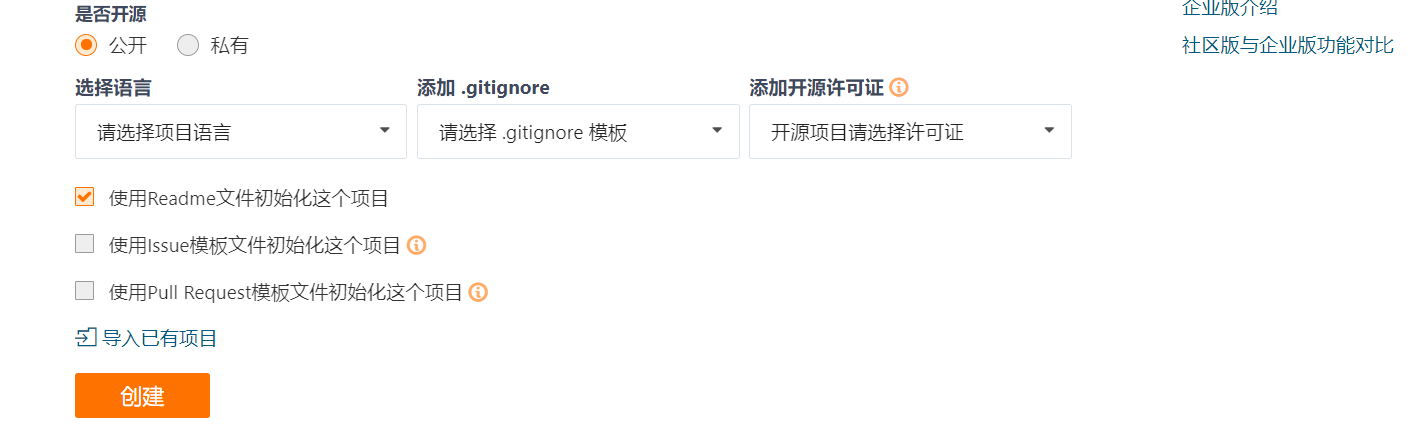 是否开源
公开 私有
选择语言 添加 .gitignore 添加开源许可证
请选择项目语言 请选择 .gitignore 模板 开源项目请选择许可证
使用Readme文件初始化这个项目
使用Issue模板文件初始化这个项目
使用Pull Request模板文件初始化这个项目
导入已有项目
创建
企业版介绍
社区版与企业版功能对比